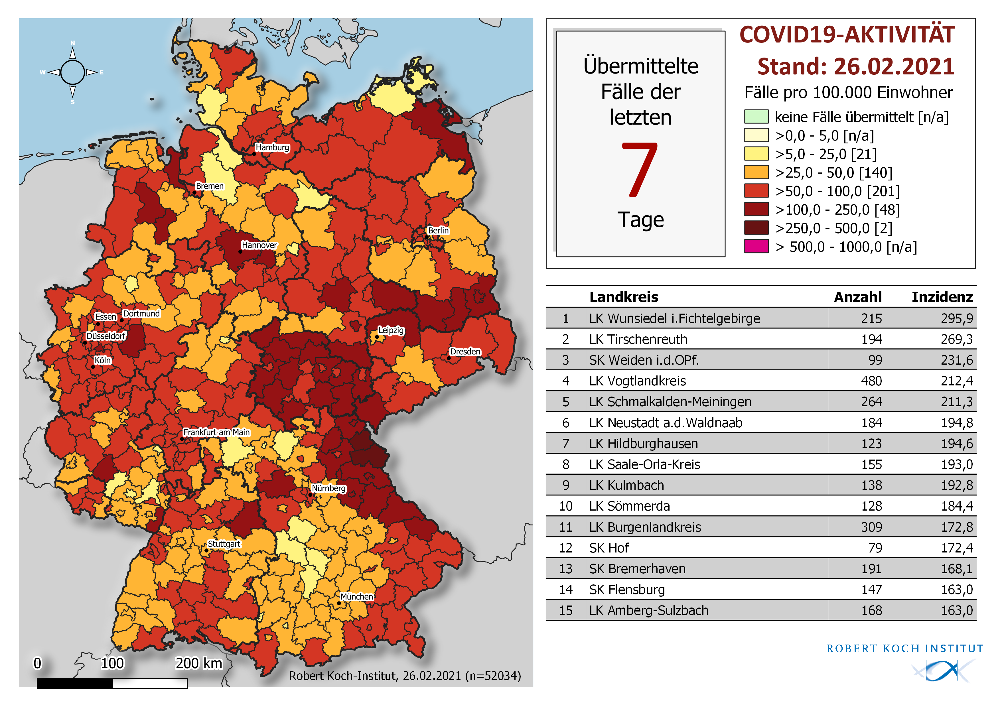 N
W E
S
Hamburg
Bremen
Berlin
Hannover
Essen
Dortmund
Düsseldorf
Leipzig
Köln
Dresden
Frankfurt am Main
Nürnberg
Stuttgart
München
0 100 200 km
Robert Koch-Institut, 26.02.2021 (n=52034)
Übermittelte
Fälle der
letzten
7
Tage
COVID19-AKTIVITÄT
Stand: 26.02.2021
Fälle pro 100.000 Einwohner
keine Fälle übermittelt [n/a]
>0,0 - 5,0 [n/a]
>5,0 - 25,0 [21]
>25,0 - 50,0 [140]
>50,0 - 100,0 [201]
>100,0 - 250,0 [48]
>250,0 - 500,0 [2]
> 500,0 - 1000,0 [n/a]
Landkreis Anzahl Inzidenz
1 LK Wunsiedel i.Fichtelgebirge 215 295,9
2 LK Tirschenreuth 194 269,3
3 SK Weiden i.d.OPf. 99 231,6
4 LK Vogtlandkreis 480 212,4
5 LK Schmalkalden-Meiningen 264 211,3
6 LK Neustadt a.d.Waldnaab 184 194,8
7 LK Hildburghausen 123 194,6
8 LK Saale-Orla-Kreis 155 193,0
9 LK Kulmbach 138 192,8
10 LK Sömmerda 128 184,4
11 LK Burgenlandkreis 309 172,8
12 SK Hof 79 172,4
13 SK Bremerhaven 191 168,1
14 SK Flensburg 147 163,0
15 LK Amberg-Sulzbach 168 163,0
ROBERT KOCH INSTITUT